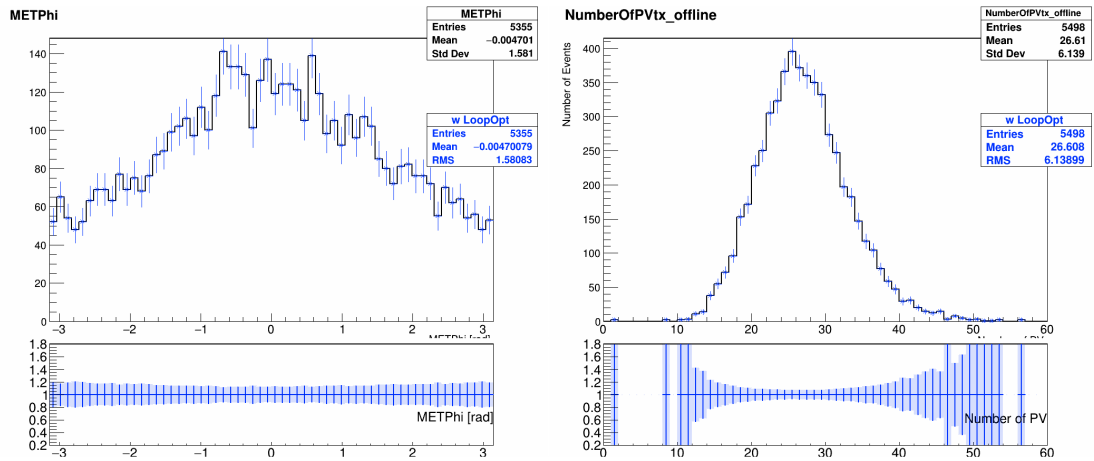 METPhi
METPhi
Entries 5355
Mean −0.004701
Std Dev 1.581
w LoopOpt
Entries 5355
Mean −0.00470079
RMS 1.58083
140
120
100
80
60
40
20
0
−3 −2 −1 0 1 2 3
METPhi [rad]
1.8
1.6
1.4
1.2
1
0.8
0.6
0.4
0.2
METPhi [rad]
−3 −2 −1 0 1 2 3
NumberOfPVtx_offline
NumberOfPVtx_offline
Entries 5498
Mean 26.61
Std Dev 6.139
w LoopOpt
Entries 5498
Mean 26.608
RMS 6.13899
Number of Events
400
350
300
250
200
150
100
50
0
0 10 20 30 40 50 60
Number of PV
1.8
1.6
1.4
1.2
1
0.8
0.6
0.4
0.2
Number of PV
0 10 20 30 40 50 60